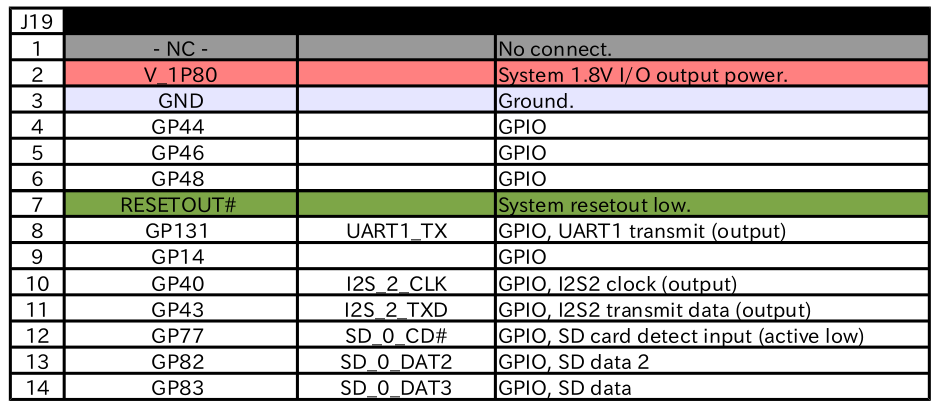 J19
1 - NC - No connect.
2 V_1P80 System 1.8V I/O output power.
3 GND Ground.
4 GP44 GPIO
5 GP46 GPIO
6 GP48 GPIO
7 RESETOUT# System resetout low.
8 GP131 UART1_TX GPIO, UART1 transmit (output)
9 GP14 GPIO
10 GP40 I2S_2_CLK GPIO, I2S2 clock (output)
11 GP43 I2S_2_TXD GPIO, I2S2 transmit data (output)
12 GP77 SD_0_CD# GPIO, SD card detect input (active low)
13 GP82 SD_0_DAT2 GPIO, SD data 2
14 GP83 SD_0_DAT3 GPIO, SD data